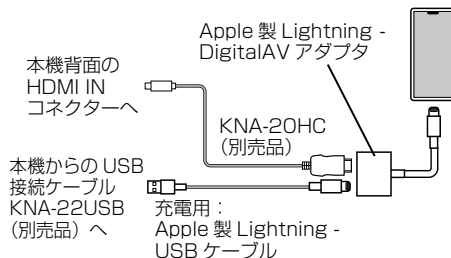 Apple 製 Lightning -
DigitalAV アダプタ
本機背面の
HDMI IN
コネクターへ
KNA-20HC
（別売品）
本機からの USB
接続ケーブル
KNA-22USB
（別売品）へ
充電用：
Apple 製 Lightning -
USB ケーブル